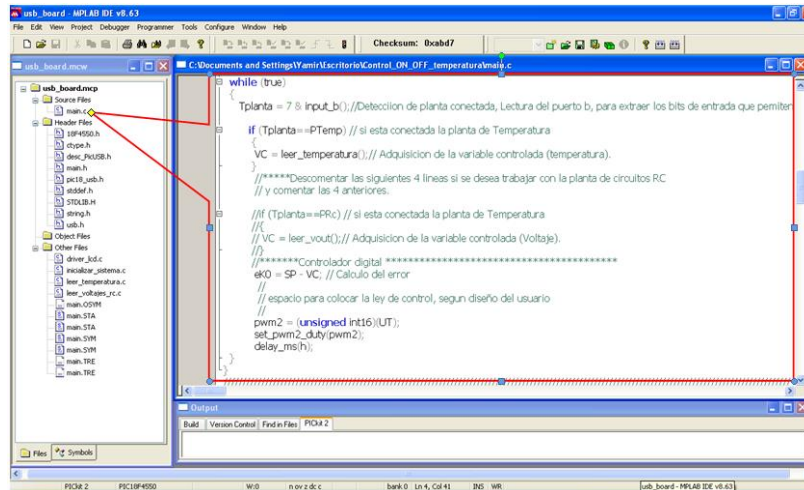 usb_board - MPLAB IDE v8.63
File Edit View Project Debugger Programmer Tools Configure Window Help
Checksum: 0xabd7
usb_board.mcw
usb_board.mcp
Source Files
main.c
Header Files
18F4550.h
ctype.h
desc_PicUSB.h
main.h
pic18_usb.h
stddef.h
STDLIB.H
string.h
usb.h
Object Files
Other Files
driver_lcd.c
inicializar_sistema.c
leer_temperatura.c
leer_voltajes_rc.c
main.OSYM
main.STA
main.STA
main.SYM
main.SYM
main.TRE
main.TRE
Files Symbols
C:\Documents and Settings\Yamir\Escritorio\Control_ON_OFF_temperatura\main.c
while (true)
{
Tplanta = 7 & input_b();//Deteccion de planta conectada, Lectura del puerto b, para extraer los bits de entrada que pemiten
if (Tplanta==PTemp) // si esta conectada la planta de Temperatura
{
VC = leer_temperatura();// Adquisicion de la variable controlada (temperatura).
}
//*****Descomentar las siguientes 4 lineas si se desea trabajar con la planta de circuitos RC
// y comentar las 4 anteriores.
//if (Tplanta==PRc) // si esta conectada la planta de Temperatura
//{
// VC = leer_vout();// Adquisicion de la variable controlada (Voltaje).
//}
//*******Controlador digital ******************************************
eK0 = SP - VC; // Calculo del error
//
// espacio para colocar la ley de control, segun diseño del usuario
//
pwm2 = (unsigned int16)(UT);
set_pwm2_duty(pwm2);
delay_ms(h);
}
}
Output
Build Version Control Find in Files PICkit 2
PICkit 2 PIC18F4550 W:0 n ov z dc c bank 0 Ln 4, Col 41 INS WR usb_board - MPLAB IDE v8.63